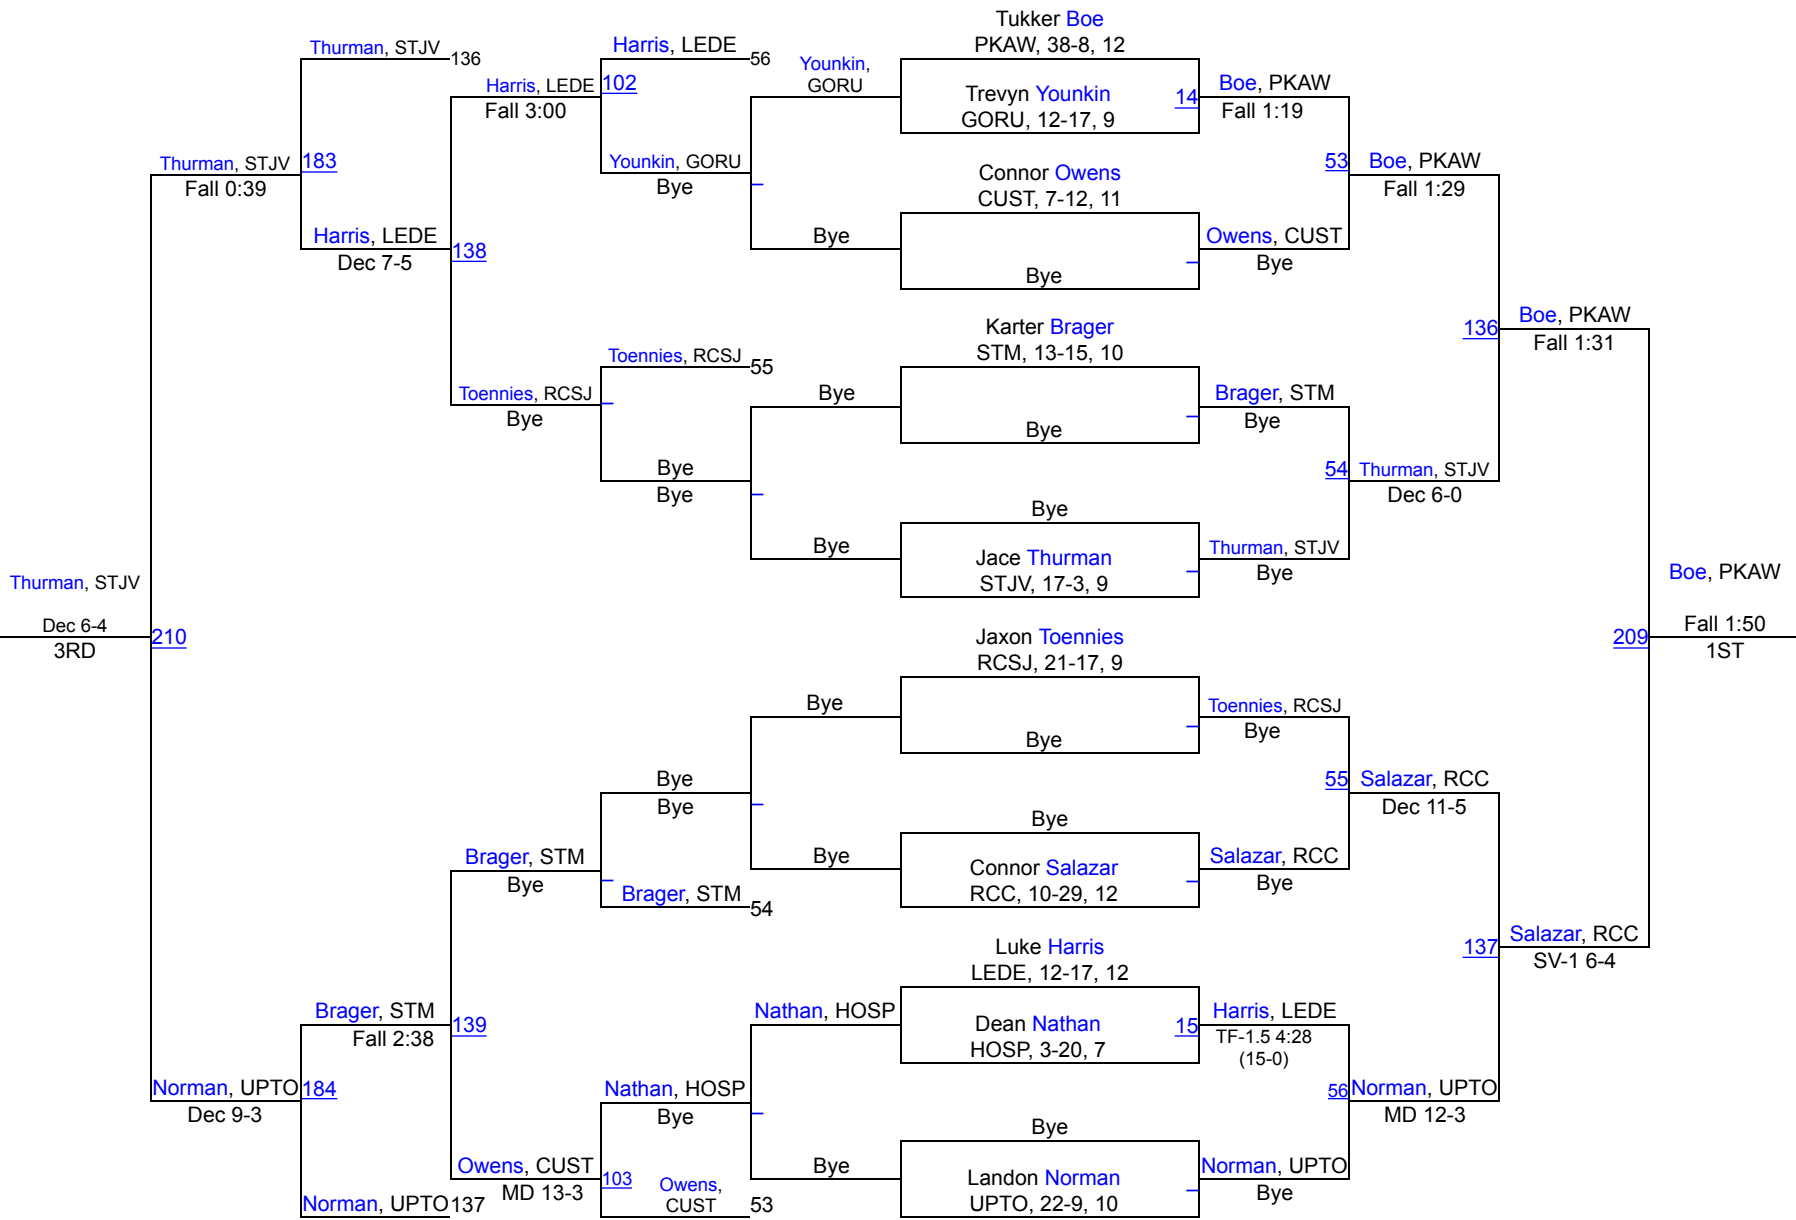 Tukker Boe
PKAW, 38-8, 12
Trevyn Younkin
GORU, 12-17, 9
14
Connor Owens
CUST, 7-12, 11
Bye
Karter Brager
STM, 13-15, 10
Bye
Bye
Jace Thurman
STJV, 17-3, 9
Jaxon Toennies
RCSJ, 21-17, 9
Bye
Bye
Connor Salazar
RCC, 10-29, 12
Luke Harris
LEDE, 12-17, 12
Dean Nathan
HOSP, 3-20, 7
15
Bye
Landon Norman
UPTO, 22-9, 10
Boe, PKAW
Fall 1:19
53
Owens, CUST
Bye
Brager, STM
Bye
54
Thurman, STJV
Bye
Toennies, RCSJ
Bye
55
Salazar, RCC
Bye
Harris, LEDE
TF-1.5 4:28
(15-0)
56
Norman, UPTO
Bye
Boe, PKAW
Fall 1:29
136
Thurman, STJV
Dec 6-0
Salazar, RCC
Dec 11-5
137
Norman, UPTO
MD 12-3
Boe, PKAW
Fall 1:31
209
Salazar, RCC
SV-1 6-4
Boe, PKAW
Fall 1:50
1ST
Younkin,
GORU
Bye
Bye
Bye
Bye
Bye
Nathan, HOSP
Bye
Harris, LEDE
56
102
Younkin, GORU
Bye
Toennies, RCSJ
55
Bye
Bye
Bye
Bye
Brager, STM
54
Nathan, HOSP
Bye
103
Owens,
CUST
53
Harris, LEDE
Fall 3:00
138
Toennies, RCSJ
Bye
Brager, STM
Bye
139
Owens, CUST
MD 13-3
Thurman, STJV
136
183
Harris, LEDE
Dec 7-5
Brager, STM
Fall 2:38
184
Norman, UPTO
137
Thurman, STJV
Fall 0:39
210
Norman, UPTO
Dec 9-3
Thurman, STJV
Dec 6-4
3RD